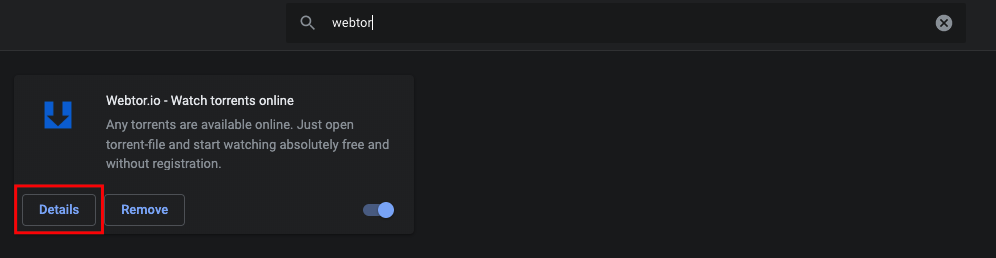 webtor
Webtor.io - Watch torrents online
Any torrents are available online. Just open
torrent-file and start watching absolutely free and
without registration.
Details
Remove